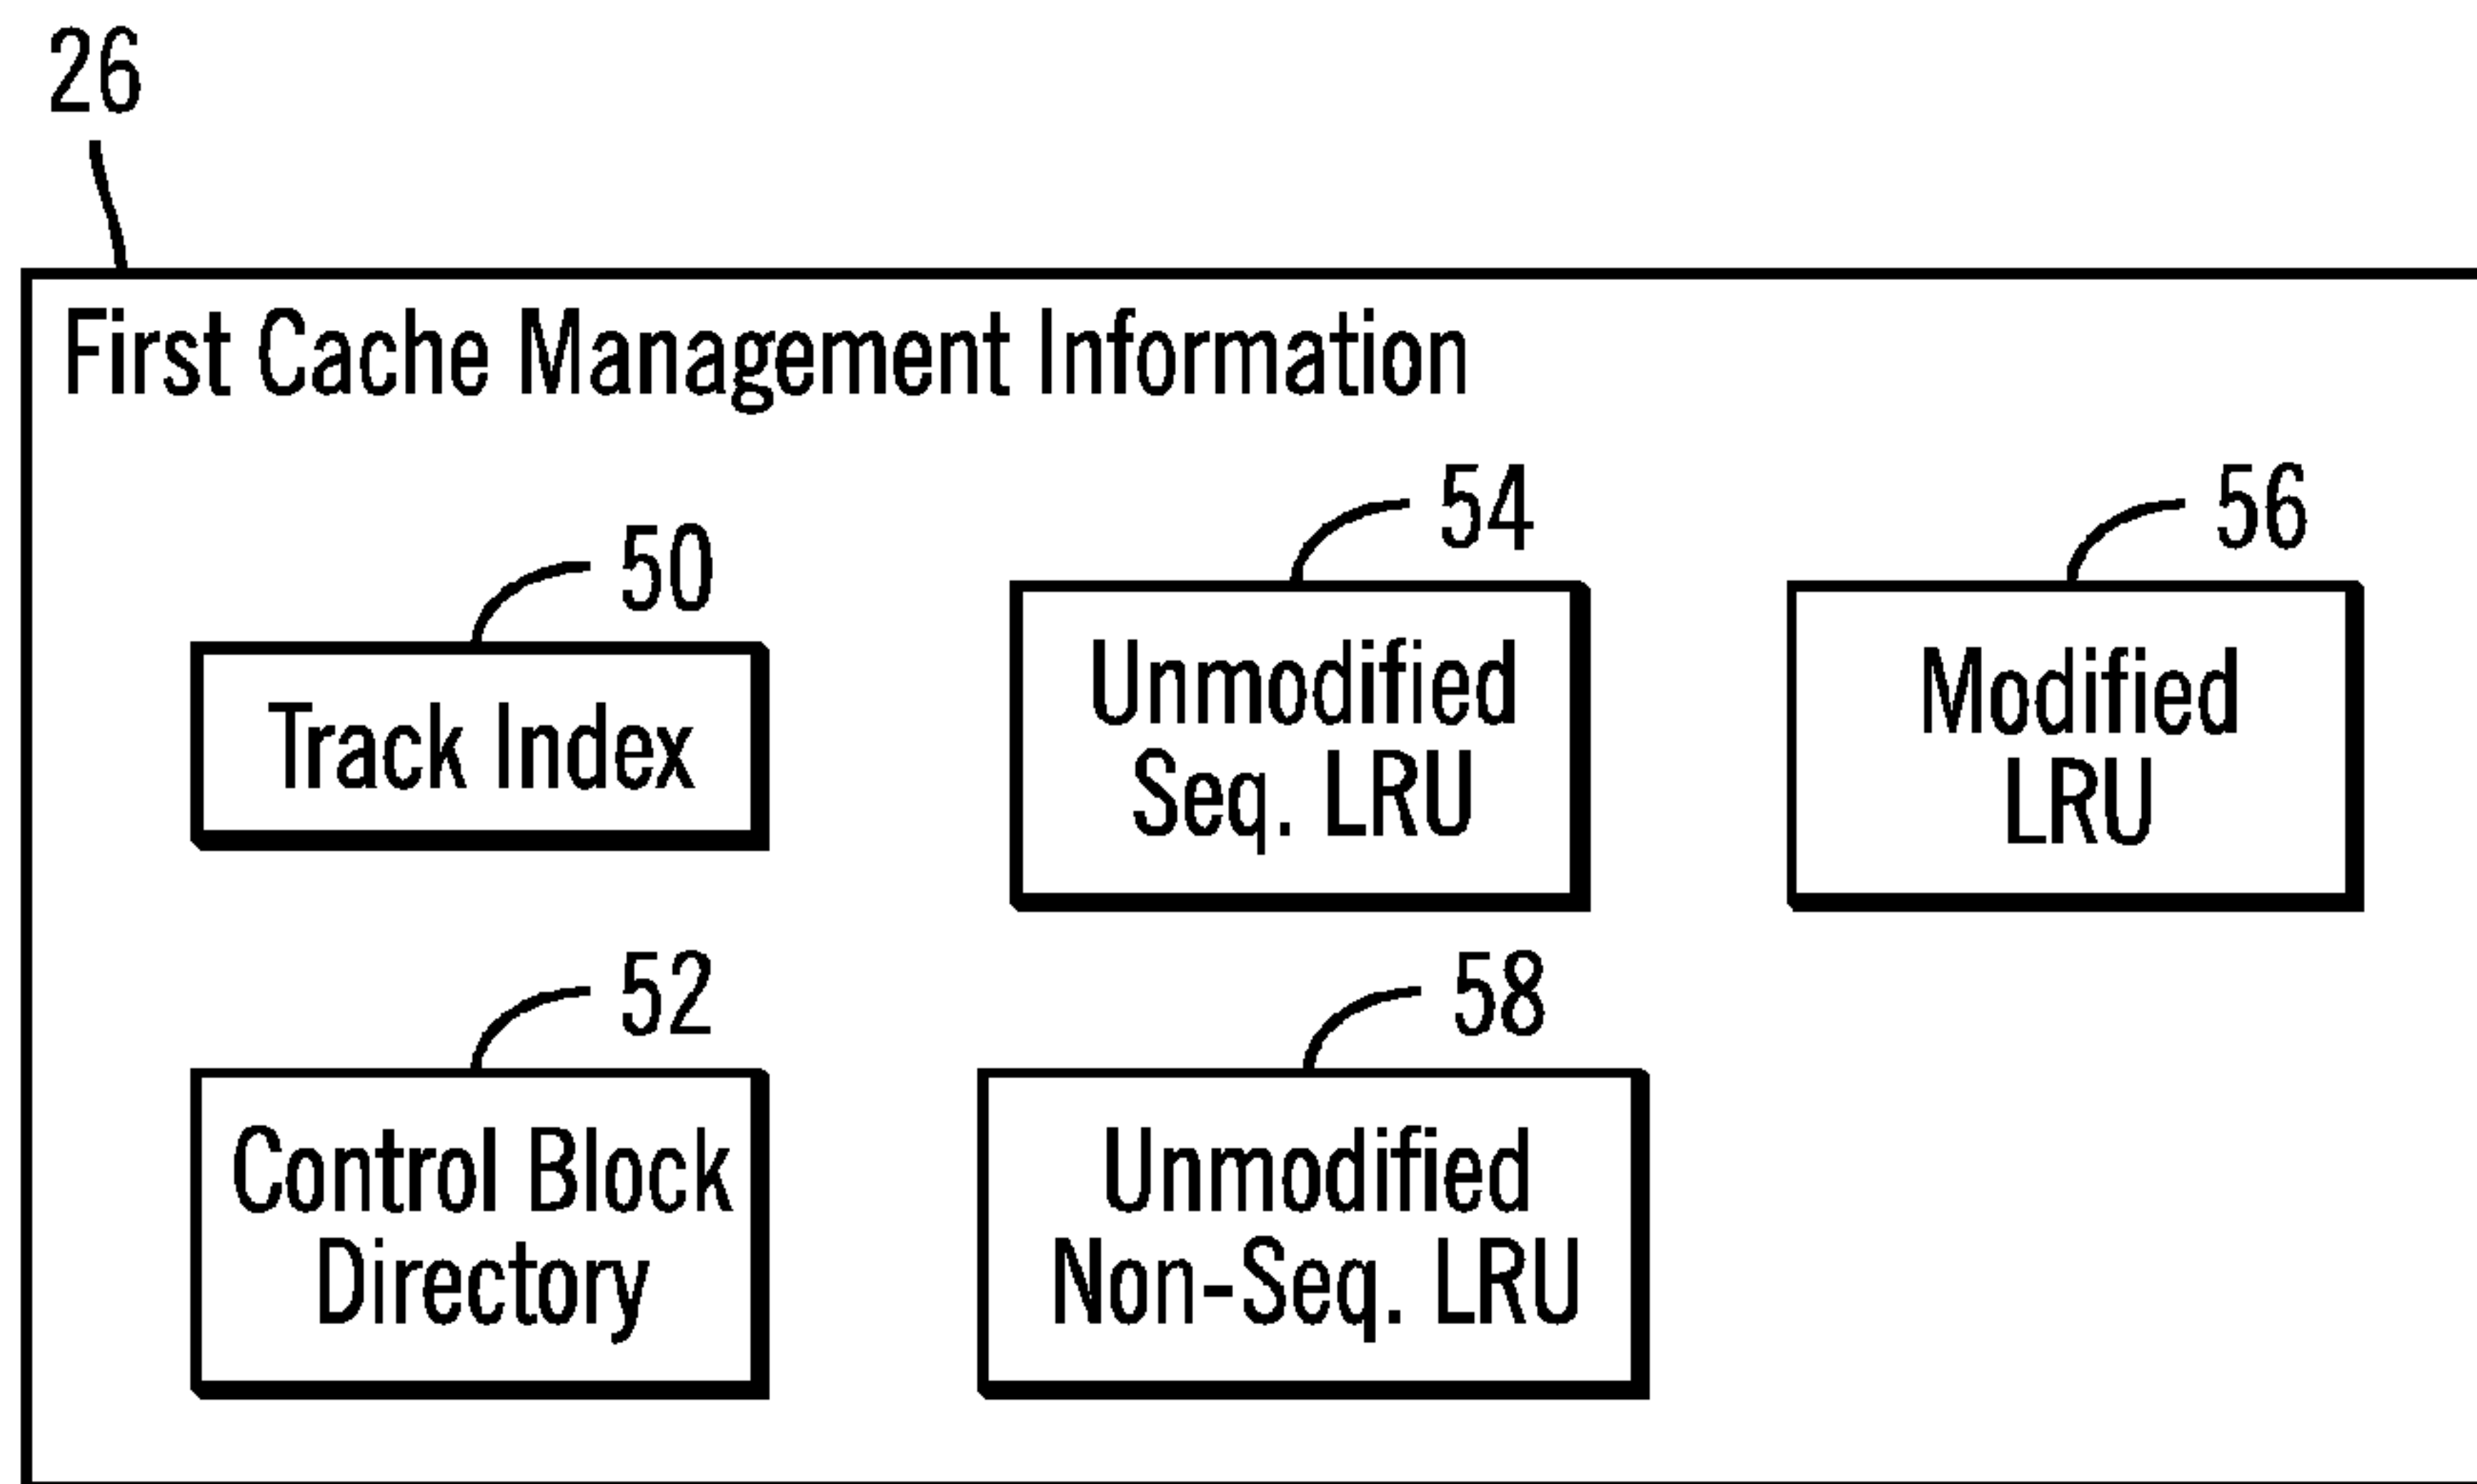 26
First Cache Management Information
50
Track Index
54
Unmodified
Seq. LRU
56
Modified
LRU
52
Control Block
Directory
58
Unmodified
Non-Seq. LRU